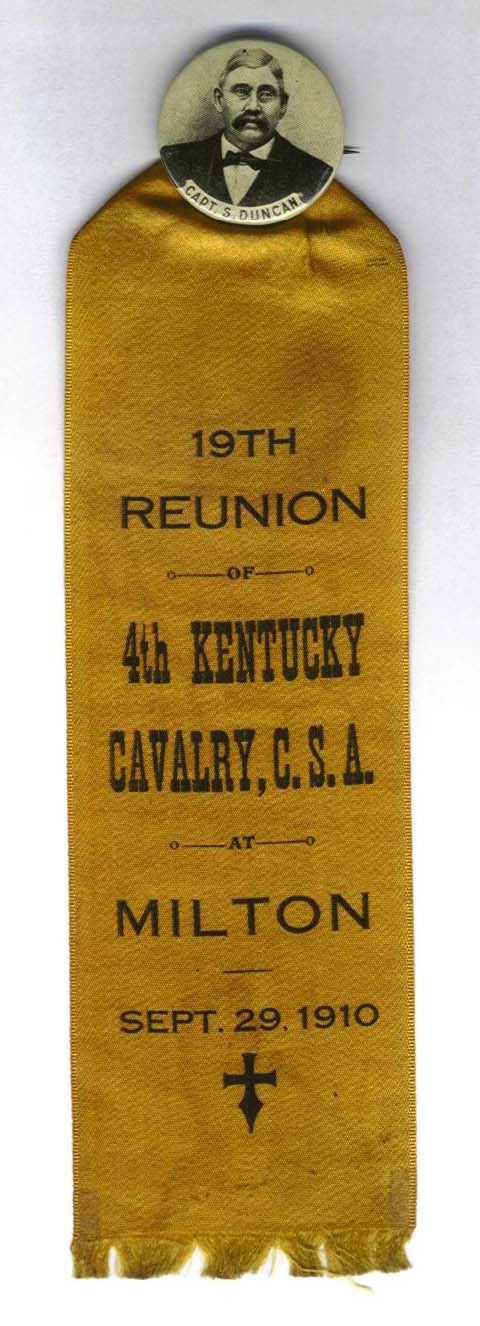 CAPT. S. DUNCAN
19TH
REUNION
OF
4th KENTUCKY
CAVALRY, C. S. A.
AT
MILTON
SEPT. 29. 1910